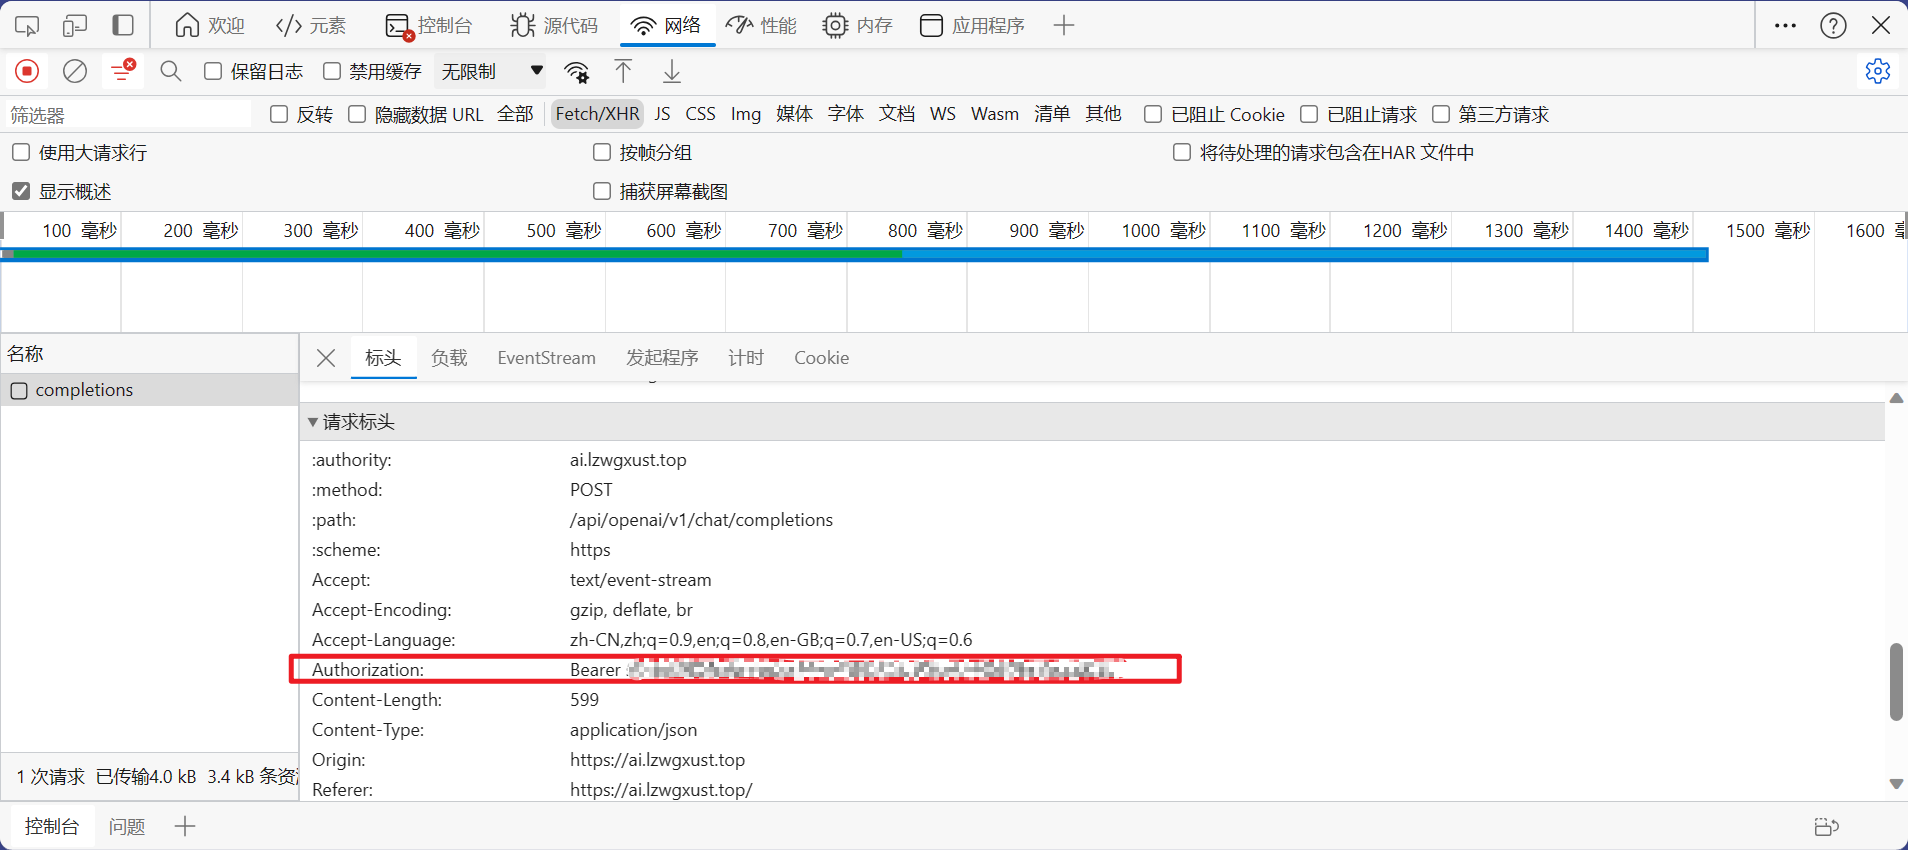 欢迎 元素 控制台 源代码 网络 性能 内存 应用程序
保留日志 禁用缓存 无限制
筛选器 反转 隐藏数据 URL 全部 Fetch/XHR JS CSS Img 媒体 字体 文档 WS Wasm 清单 其他 已阻止 Cookie 已阻止请求 第三方请求
使用大请求行 按帧分组 将待处理的请求包含在HAR 文件中
显示概述 捕获屏幕截图
100 毫秒 200 毫秒 300 毫秒 400 毫秒 500 毫秒 600 毫秒 700 毫秒 800 毫秒 900 毫秒 1000 毫秒 1100 毫秒 1200 毫秒 1300 毫秒 1400 毫秒 1500 毫秒 1600
名称 标头 负载 EventStream 发起程序 计时 Cookie
completions
请求标头
:authority: ai.lzwgxust.top
:method: POST
:path: /api/openai/v1/chat/completions
:scheme: https
Accept: text/event-stream
Accept-Encoding: gzip, deflate, br
Accept-Language: zh-CN,zh;q=0.9,en;q=0.8,en-GB;q=0.7,en-US;q=0.6
Authorization: Bearer
Content-Length: 599
Content-Type: application/json
Origin: https://ai.lzwgxust.top
Referer: https://ai.lzwgxust.top/
1 次请求 已传输4.0 kB 3.4 kB 条资
控制台 问题